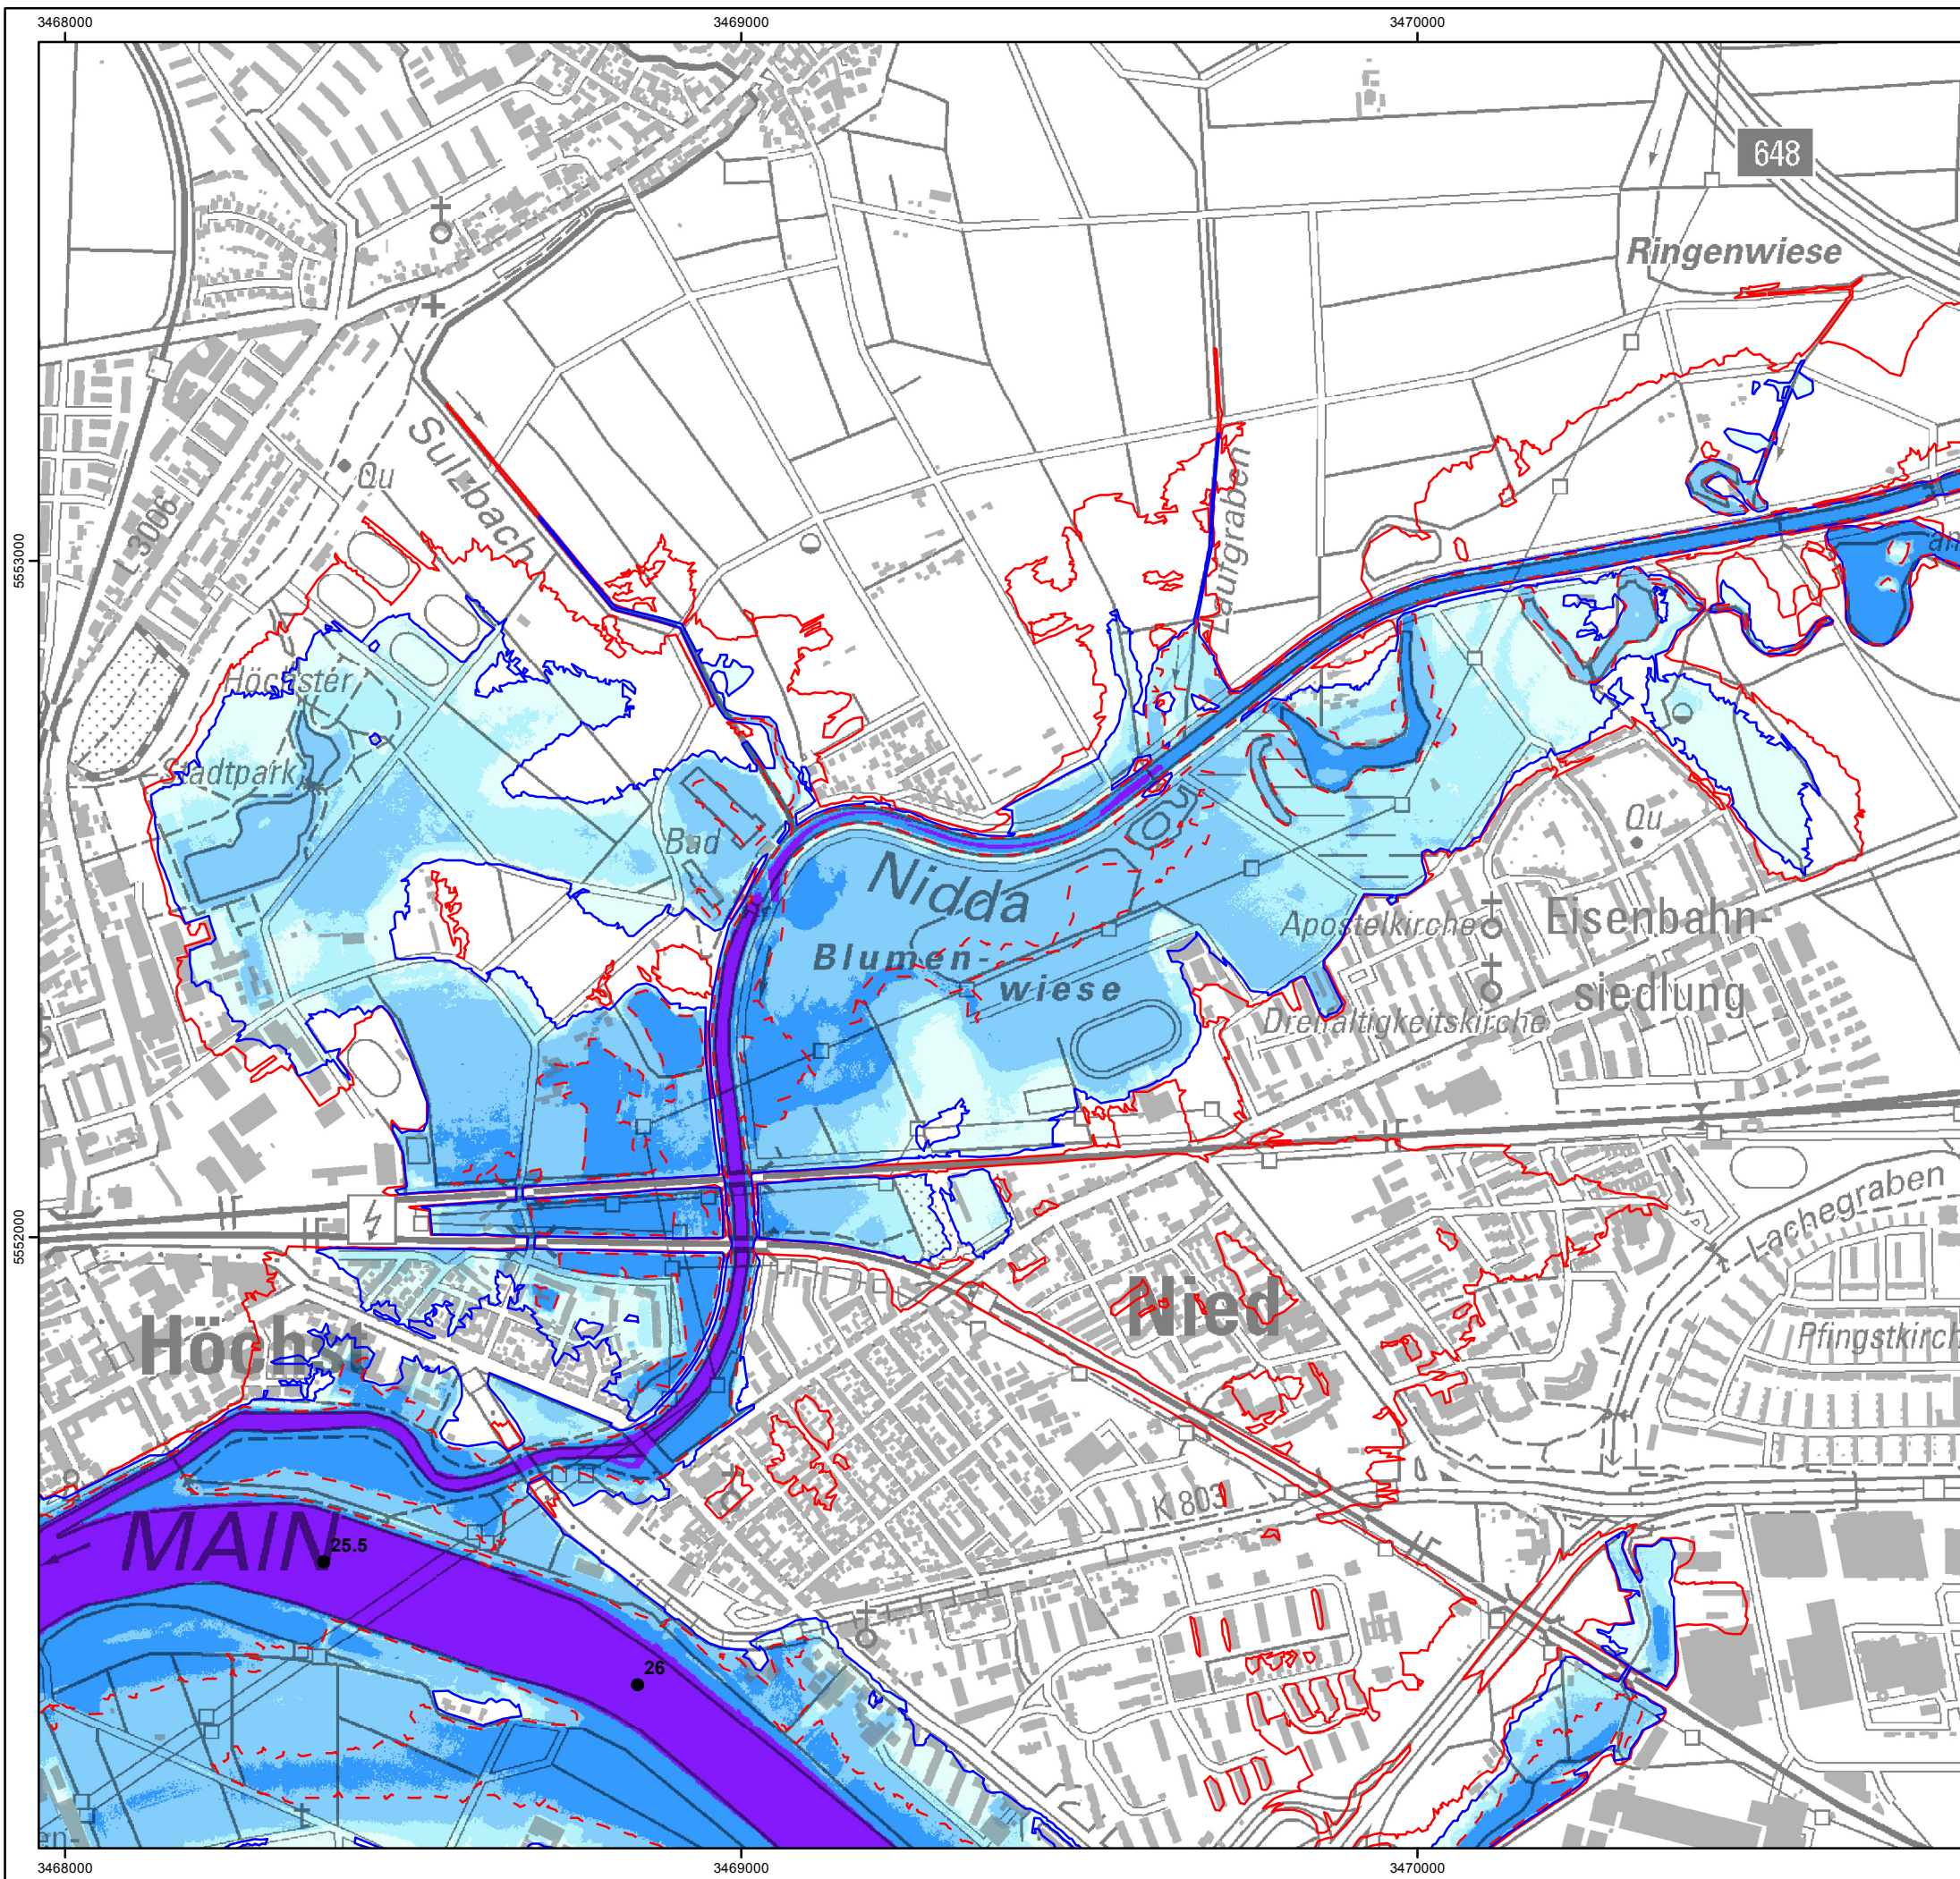 3468000
3469000
3470000
648
Ringenwiese
Sulzbach
Qu
L 3006
Laufgraben
5553000
Höchster
Stadtpark
Bad
Qu
Nidda
Blumen-
wiese
Apostelkirche
Eisenbahn-
siedlung
Dreifaltigkeitskirche
Lachegraben
5552000
Nied
Höchst
Pfingstkirch
K 803
MAIN
25.5
26
en-
3468000
3469000
3470000